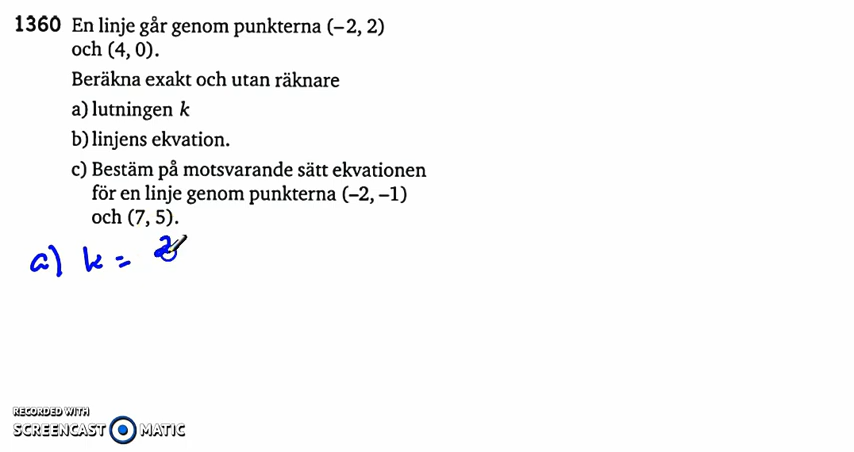 1360 En linje går genom punkterna (−2, 2)
och (4, 0).
Beräkna exakt och utan räknare
a) lutningen k
b) linjens ekvation.
c) Bestäm på motsvarande sätt ekvationen
för en linje genom punkterna (−2, −1)
och (7, 5).
a) k =
RECORDED WITH
SCREENCAST MATIC